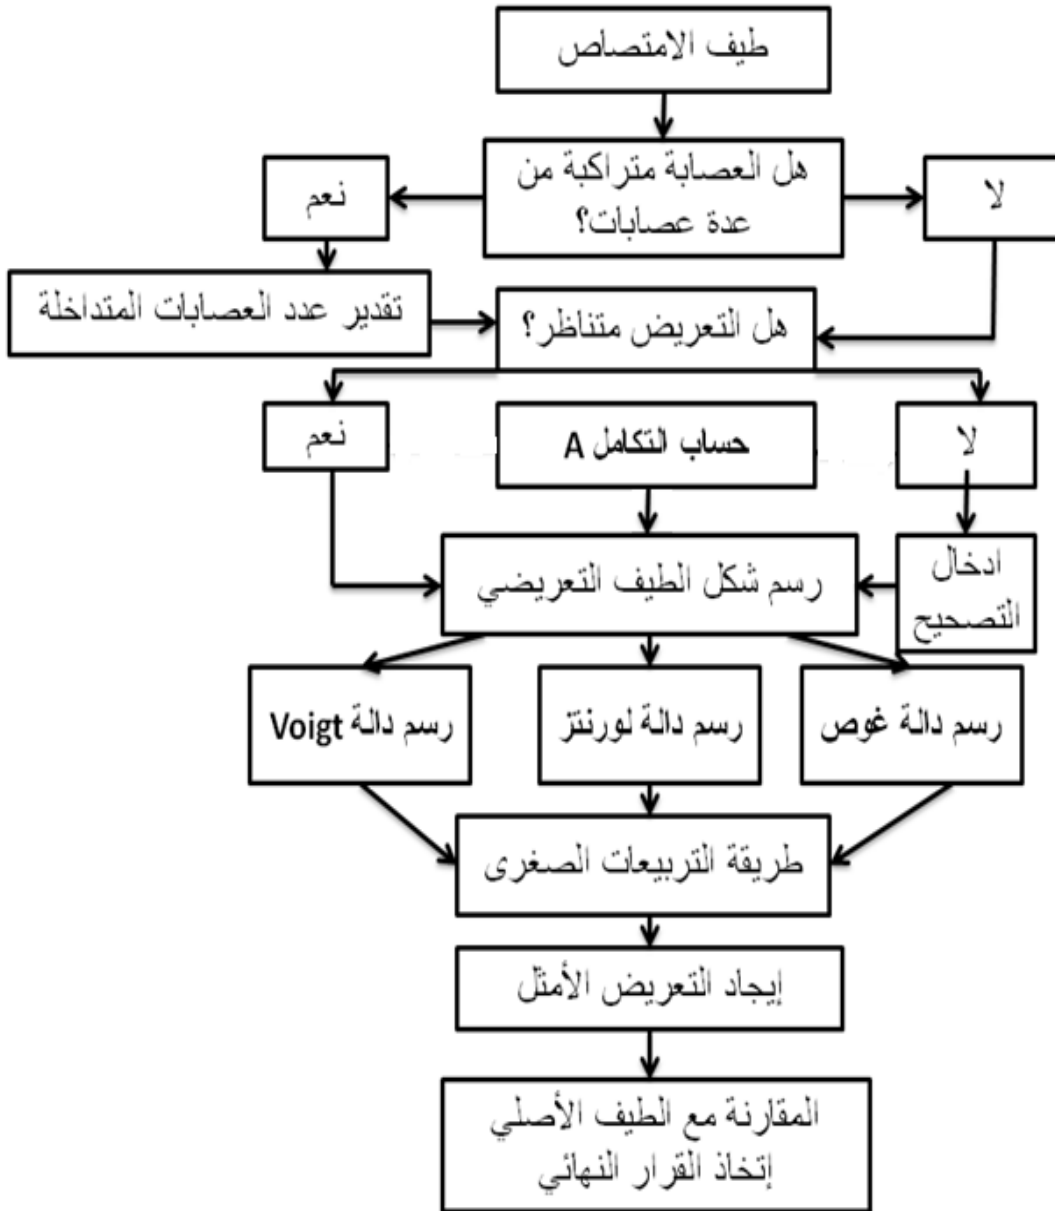 طيف الامتصاص
هل العصابة متراكبة من
عدة عصابات؟
نعم
لا
تقدير عدد العصابات المتداخلة
هل التعريض متناظر؟
نعم
حساب التكامل A
لا
ادخال
التصحيح
رسم شكل الطيف التعريضي
رسم دالة Voigt
رسم دالة لورنتز
رسم دالة غوص
طريقة التربيعات الصغرى
إيجاد التعريض الأمثل
المقارنة مع الطيف الأصلي
إتخاذ القرار النهائي